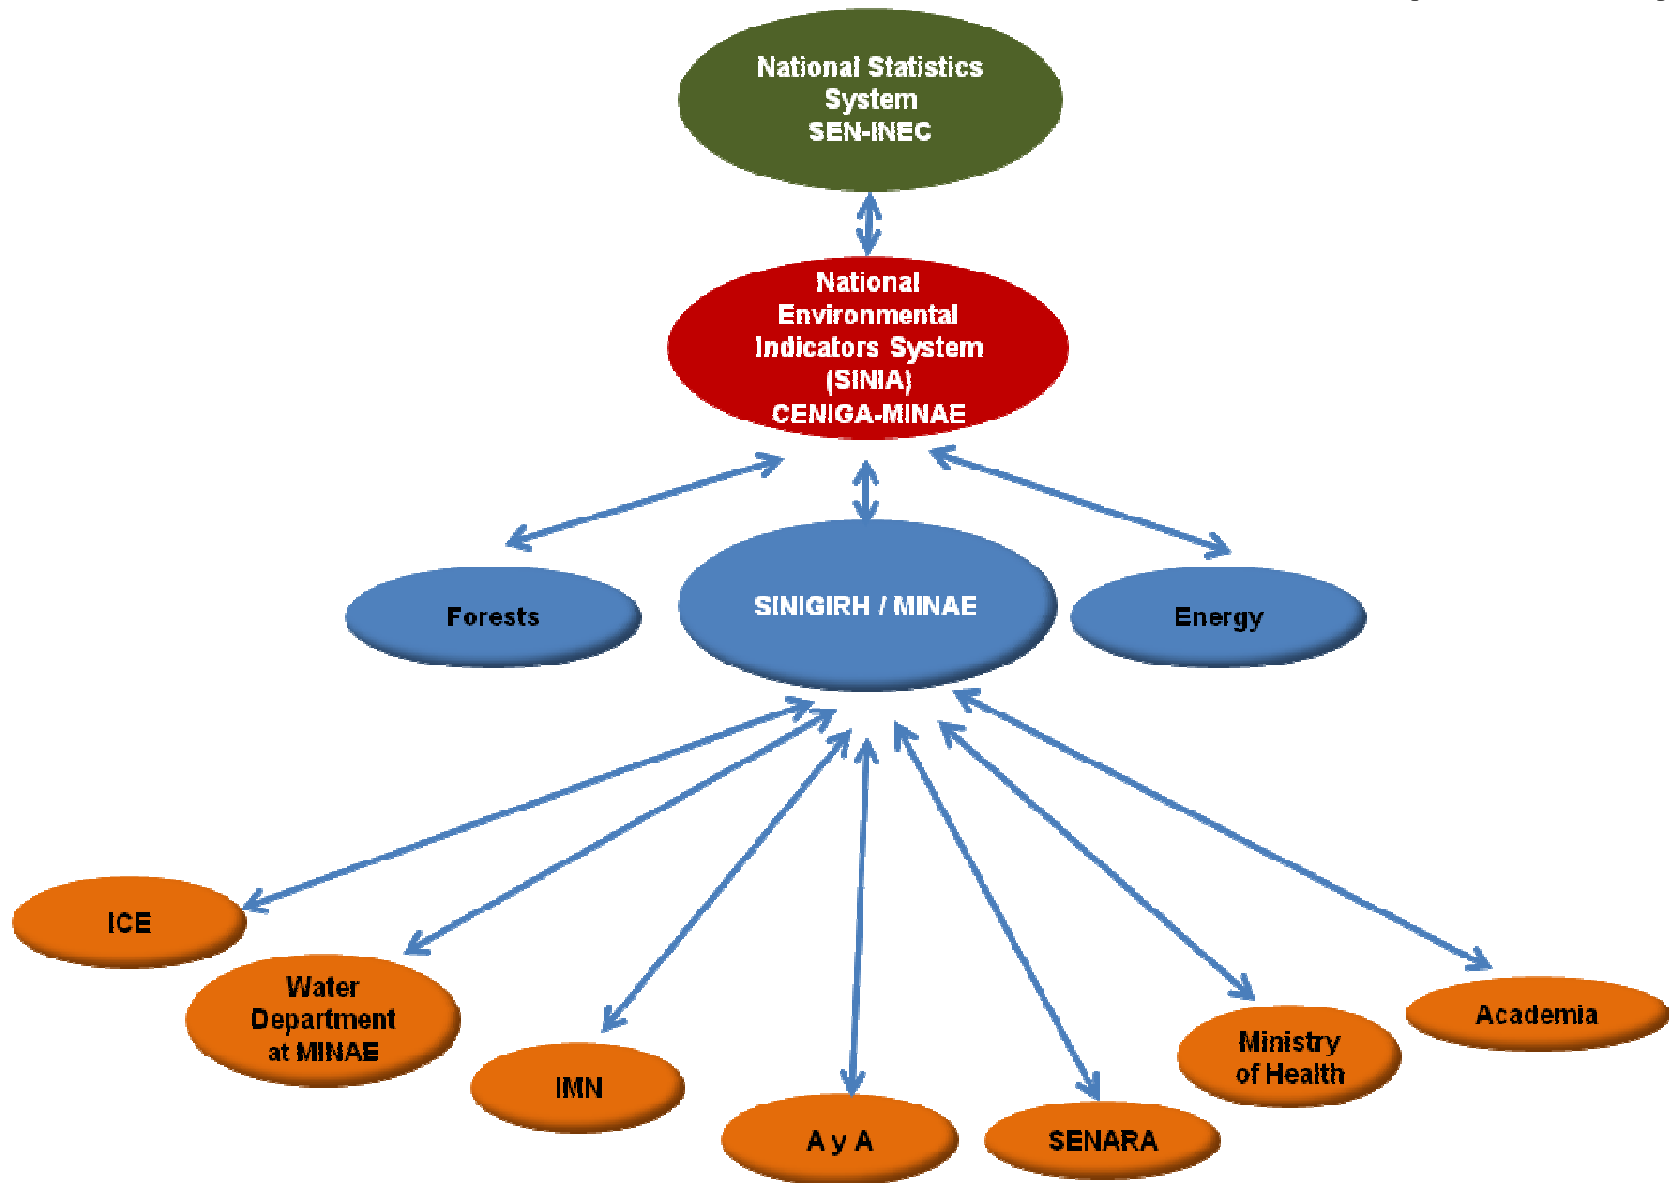 National Statistics
System
SEN-INEC
National
Environmental
Indicators System
(SINIA)
CENIGA-MINAE
Forests
SINIGIRH / MINAE
Energy
ICE
Water
Department
at MINAE
IMN
A y A
SENARA
Ministry
of Health
Academia